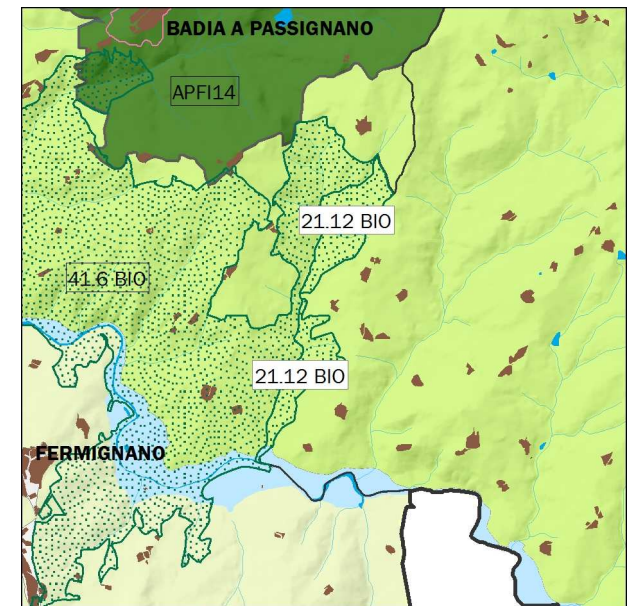 BADIA A PASSIGNANO
APFI14
21.12 BIO
41.6 BIO
21.12 BIO
FERMIGNANO